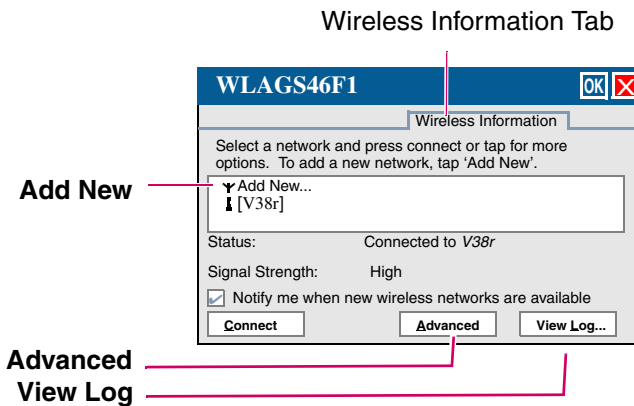 Wireless Information Tab
WLAGS46F1 OK X
Wireless Information
Select a network and press connect or tap for more
options. To add a new network, tap ‘Add New’.
Add New
Add New...
[V38r]
Status: Connected to V38r
Signal Strength: High
Notify me when new wireless networks are available
Connect Advanced View Log...
Advanced
View Log